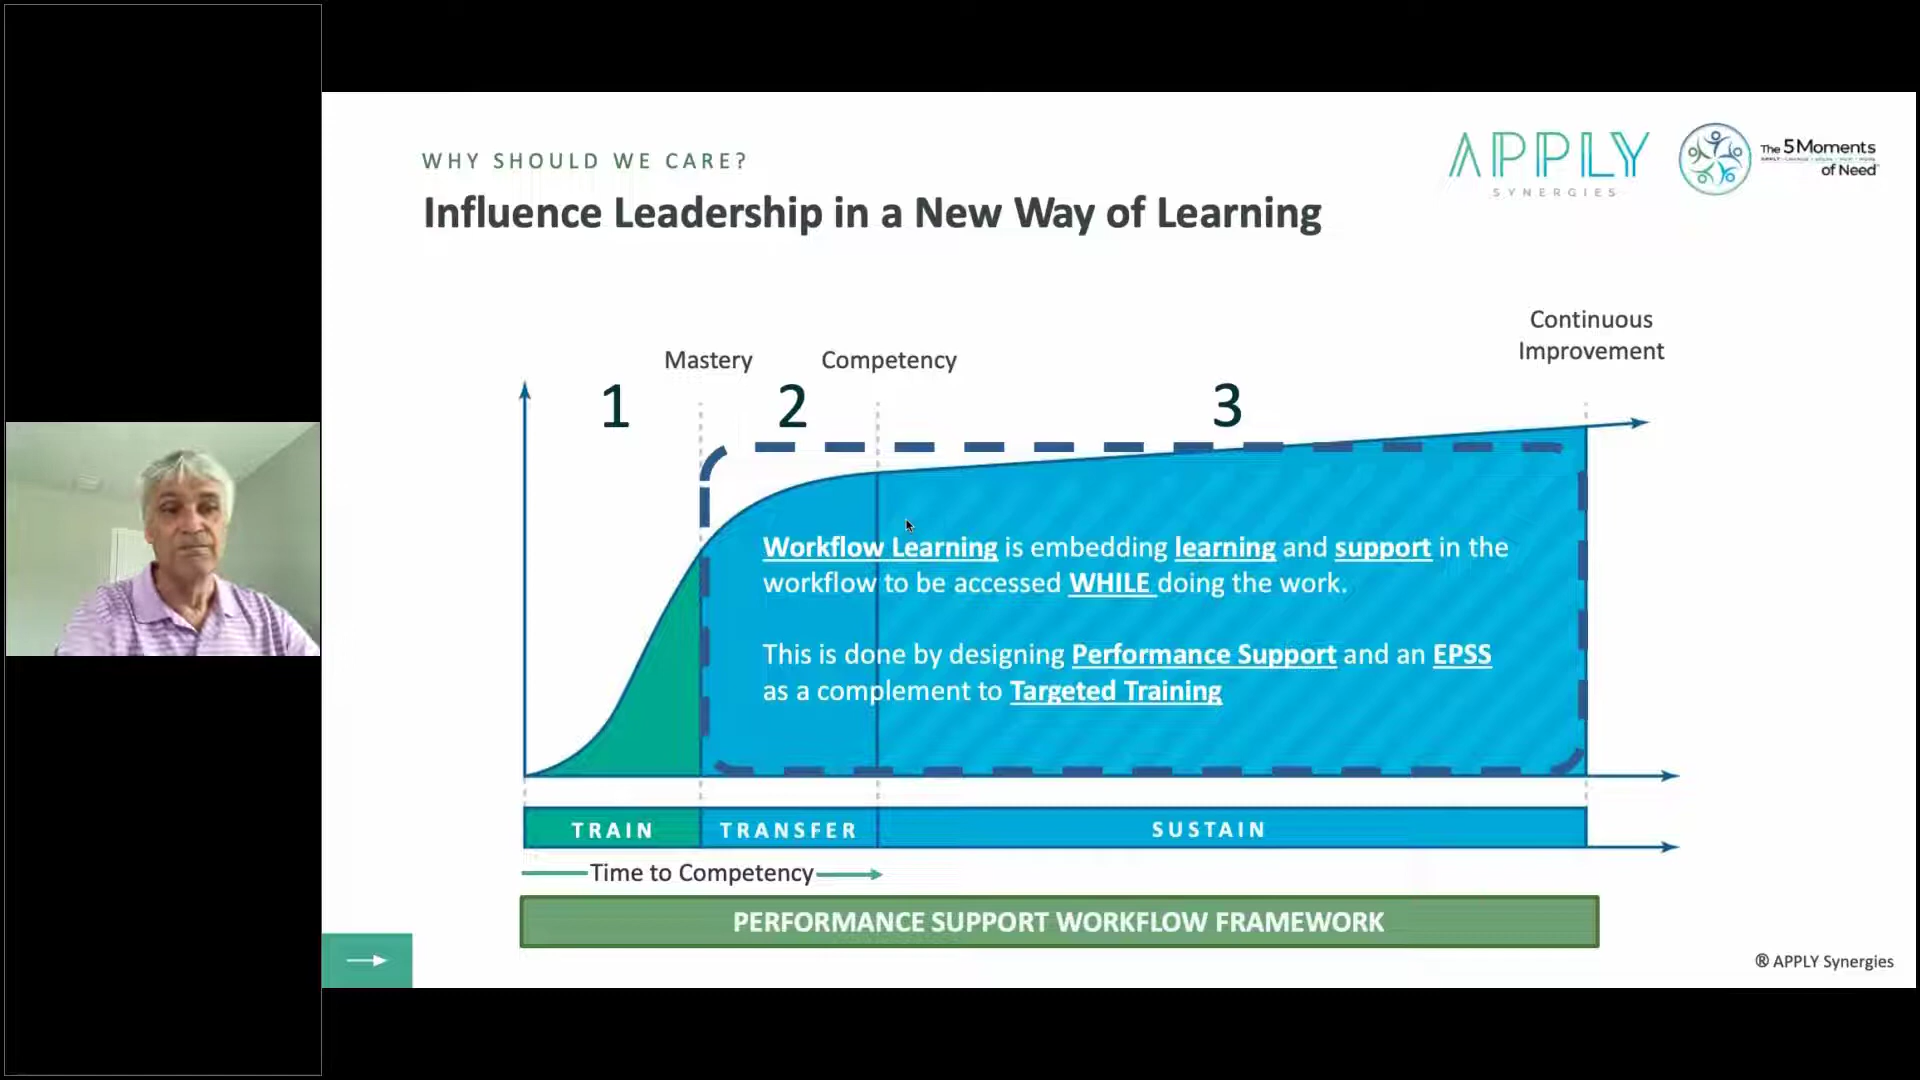 WHY SHOULD WE CARE?
Influence Leadership in a New Way of Learning
APPLY
SYNERGIES
The 5 Moments
of Need
Continuous
Improvement
Mastery
Competency
1
2
3
Workflow Learning is embedding learning and support in the
workflow to be accessed WHILE doing the work.
This is done by designing Performance Support and an EPSS
as a complement to Targeted Training
TRAIN
TRANSFER
SUSTAIN
Time to Competency
PERFORMANCE SUPPORT WORKFLOW FRAMEWORK
® APPLY Synergies